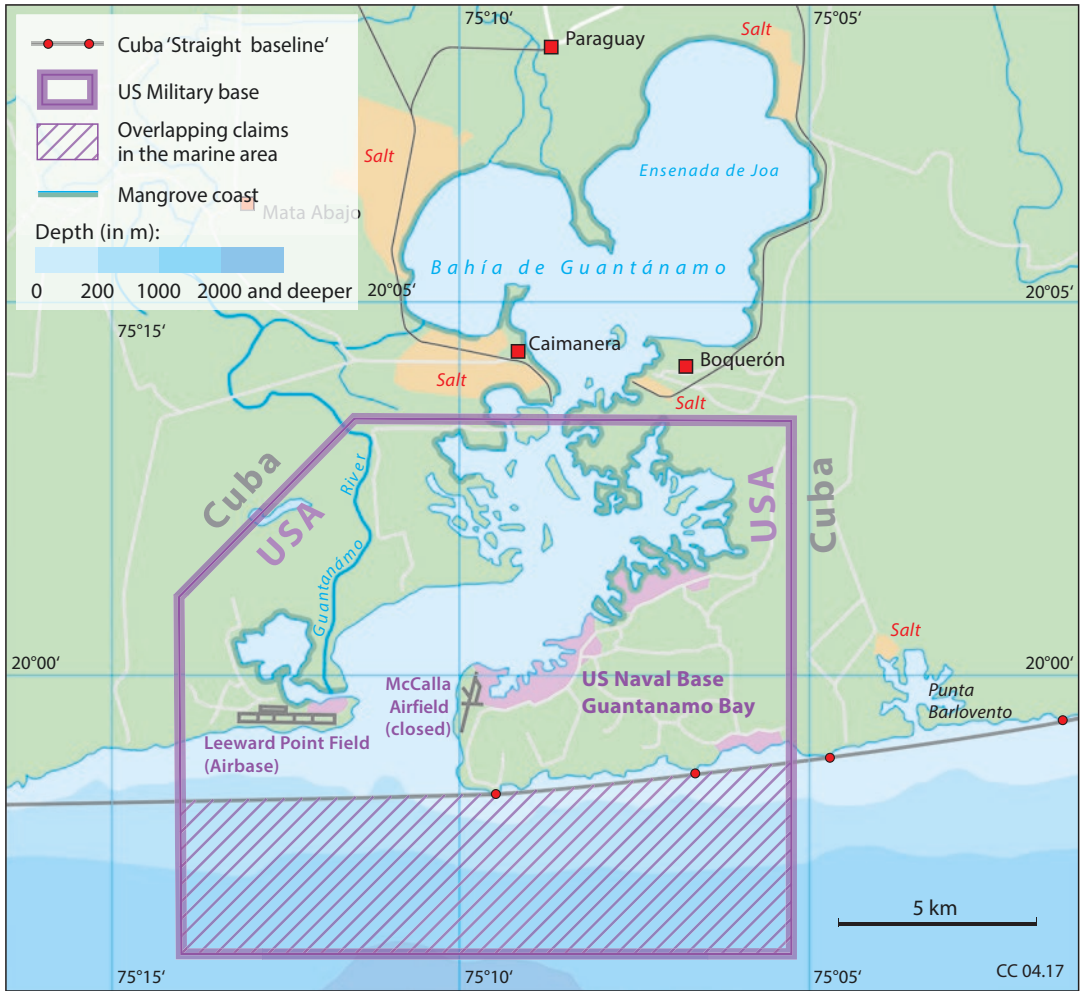 Cuba 'Straight baseline'
US Military base
Overlapping claims
in the marine area
Mangrove coast
Depth (in m):
0 200 1000 2000 and deeper
75°10'
75°05'
Paraguay
Salt
Salt
Ensenada de Joa
Mata Abajo
Bahía de Guantánamo
20°05'
20°05'
75°15'
Caimanera
Boquerón
Salt
Salt
Cuba
USA
USA
Cuba
Guantanámo River
Salt
20°00'
20°00'
McCalla
Airfield
(closed)
US Naval Base
Guantanamo Bay
Punta
Barlovento
Leeward Point Field
(Airbase)
5 km
75°15'
75°10'
75°05'
CC 04.17